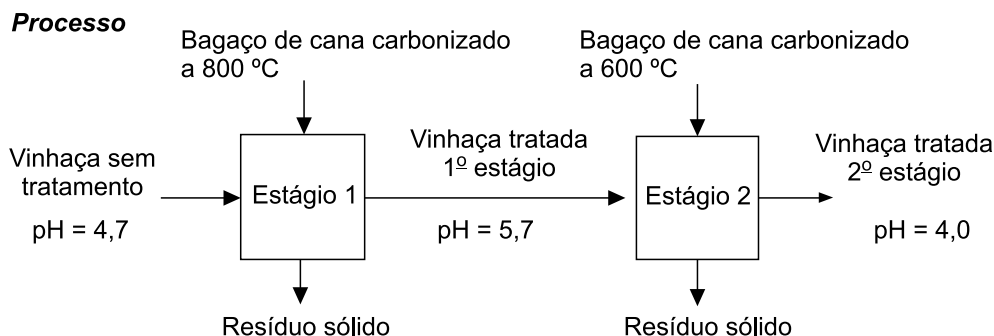 Processo
Bagaço de cana carbonizado
a 800 ºC
Bagaço de cana carbonizado
a 600 ºC
Vinhaça sem
tratamento
pH = 4,7
Estágio 1
Vinhaça tratada
1º estágio
pH = 5,7
Estágio 2
Vinhaça tratada
2º estágio
pH = 4,0
Resíduo sólido
Resíduo sólido